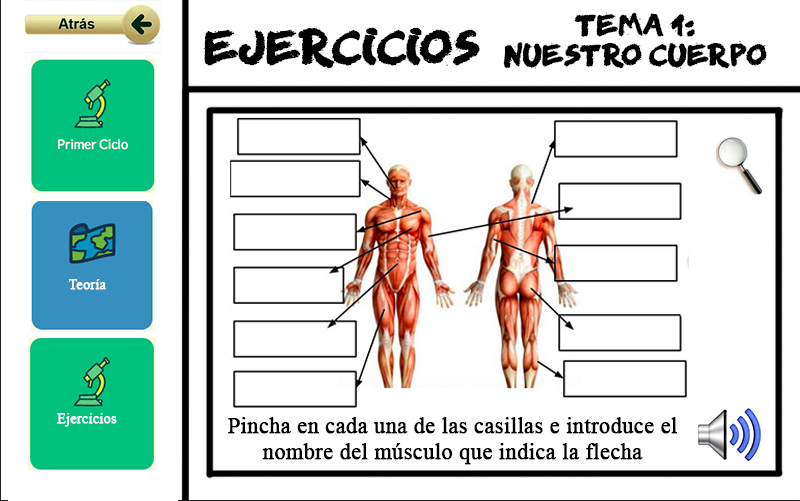 Atrás
EJERCICIOS
TEMA 1:
NUESTRO CUERPO
Primer Ciclo
Teoría
Ejercicios
Pincha en cada una de las casillas e introduce el
nombre del músculo que indica la flecha